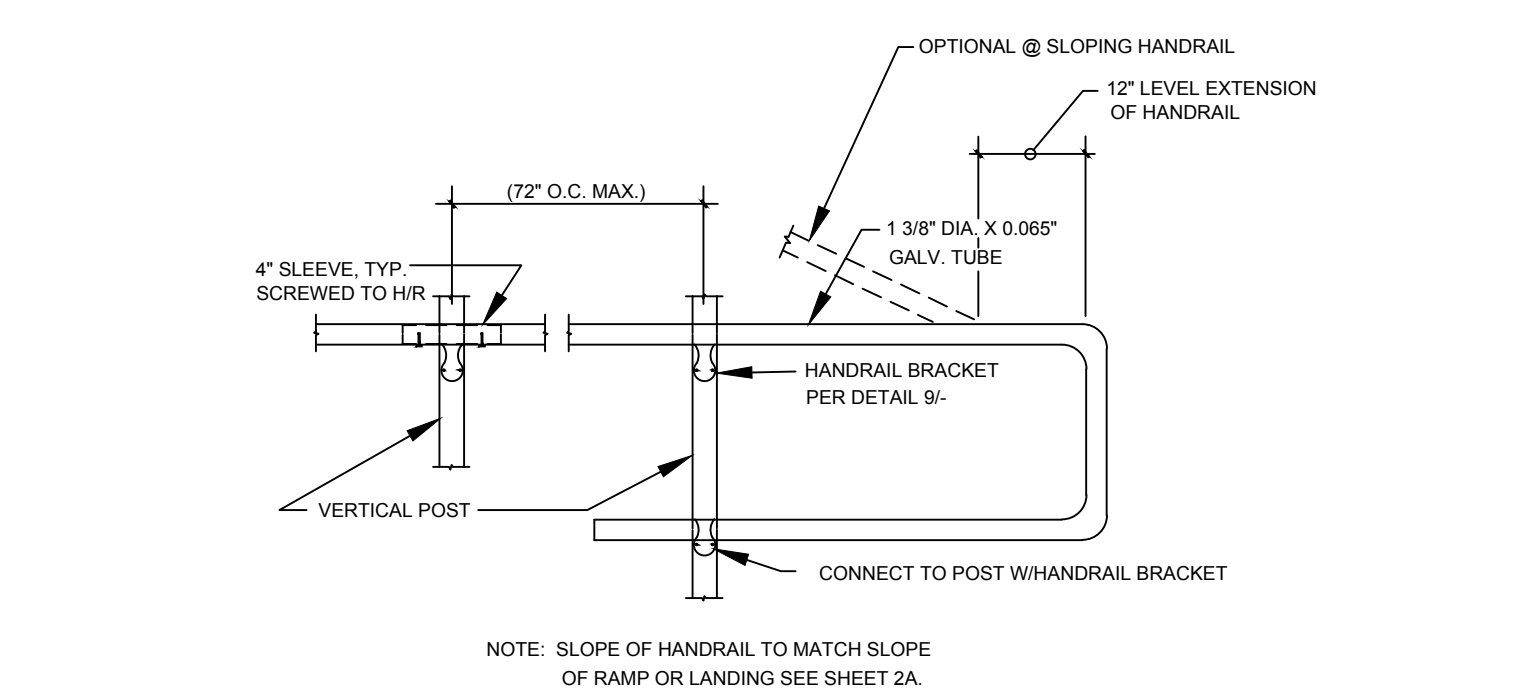 OPTIONAL @ SLOPING HANDRAIL
12" LEVEL EXTENSION
OF HANDRAIL
(72" O.C. MAX.)
1 3/8" DIA. X 0.065"
GALV. TUBE
4" SLEEVE, TYP.
SCREWED TO H/R
HANDRAIL BRACKET
PER DETAIL 9/-
VERTICAL POST
CONNECT TO POST W/HANDRAIL BRACKET
NOTE: SLOPE OF HANDRAIL TO MATCH SLOPE
OF RAMP OR LANDING SEE SHEET 2A.